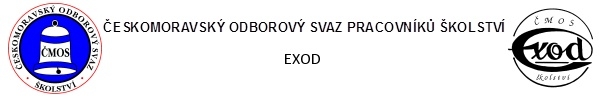 ČESKOMORAVSKÝ ODBOROVÝ SVAZ
ČMOS
ŠKOLSTVÍ
ČESKOMORAVSKÝ ODBOROVÝ SVAZ PRACOVNÍKŮ ŠKOLSTVÍ
EXOD
ČMOS
Exod
školství